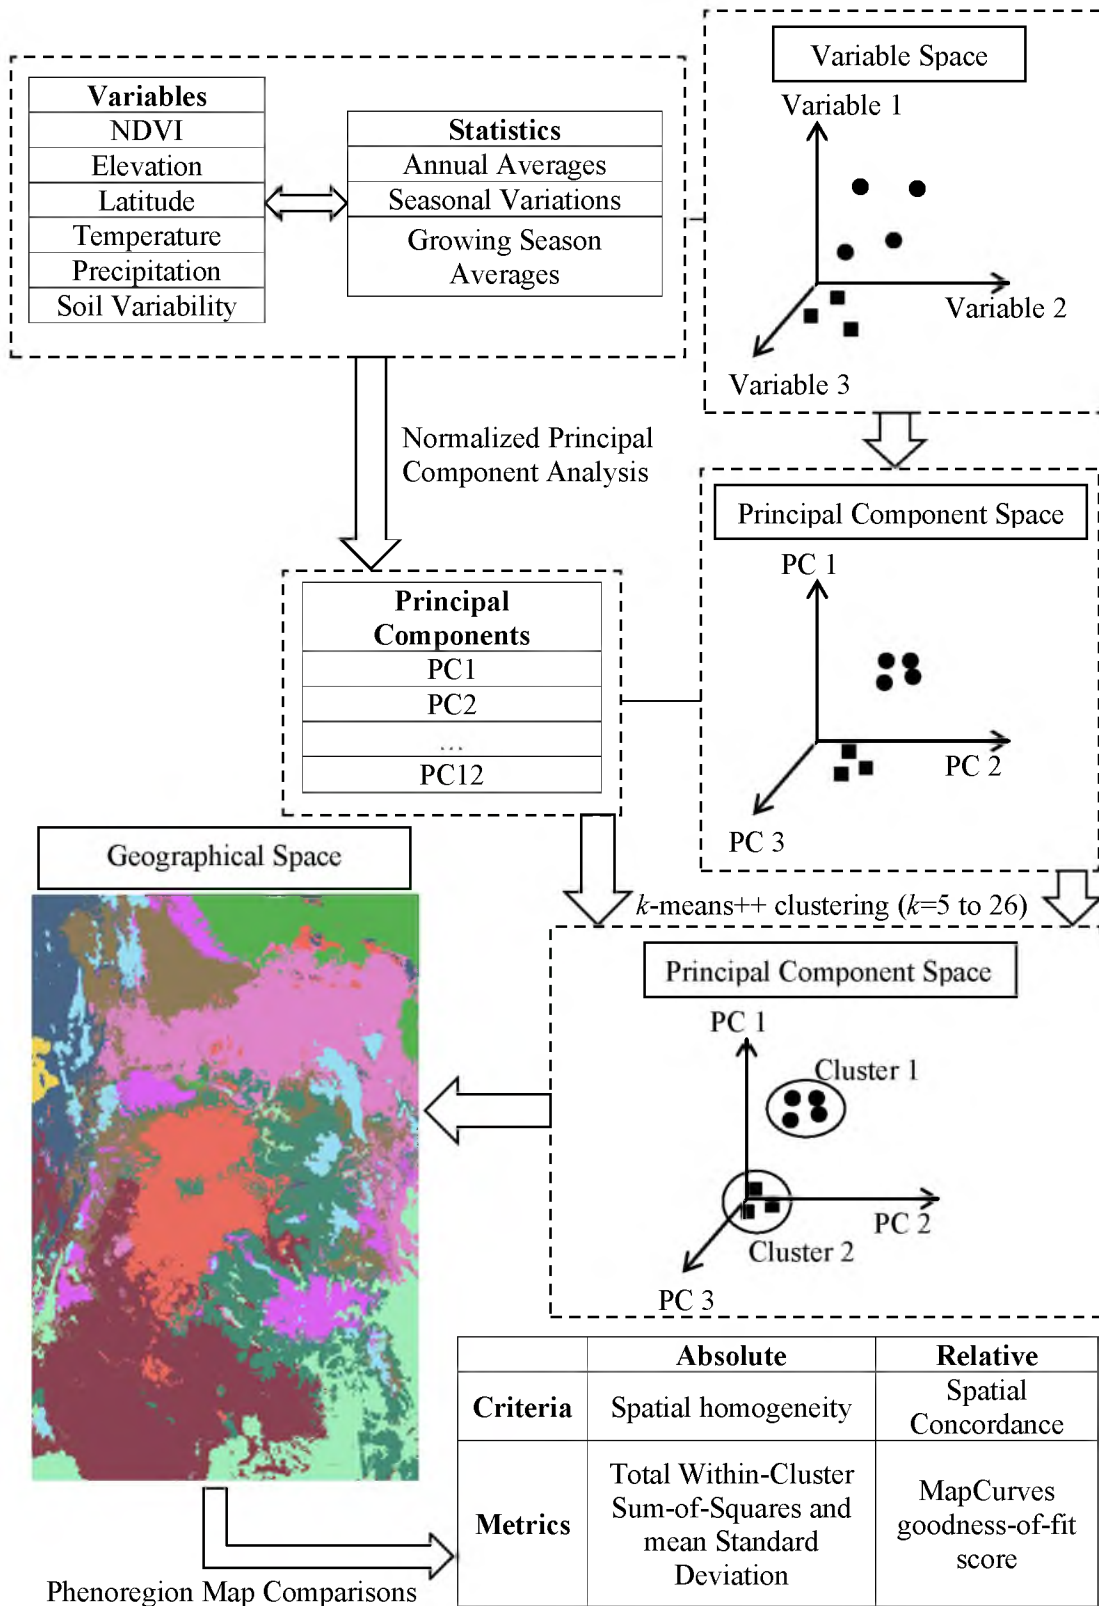 Variables
NDVI
Elevation
Latitude
Temperature
Precipitation
Soil Variability
Statistics
Annual Averages
Seasonal Variations
Growing Season
Averages
Variable Space
Variable 1
Variable 2
Variable 3
Normalized Principal
Component Analysis
Principal Component Space
PC 1
PC 2
PC 3
Principal
Components
PC1
PC2
...
PC12
k-means++ clustering (k=5 to 26)
Geographical Space
Principal Component Space
PC 1
Cluster 1
PC 2
Cluster 2
PC 3
Absolute
Relative
Criteria
Spatial homogeneity
Spatial
Concordance
Metrics
Total Within-Cluster
Sum-of-Squares and
mean Standard
Deviation
MapCurves
goodness-of-fit
score
Phenoregion Map Comparisons